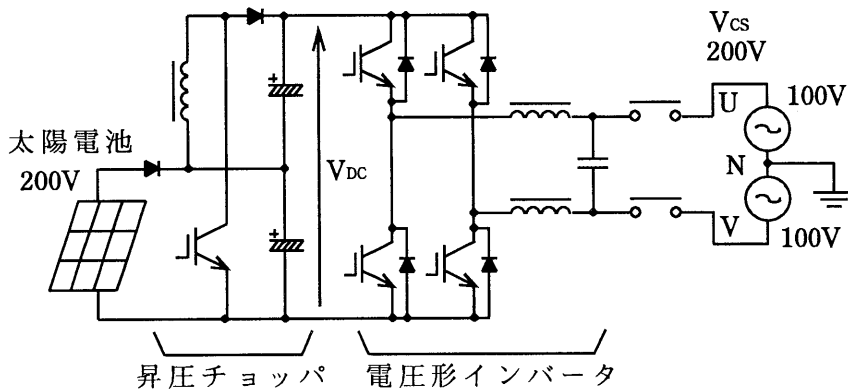 太陽電池
200V
+
+
VDC
VCS
200V
U
100V
N
V
100V
昇圧チョッパ
電圧形インバータ